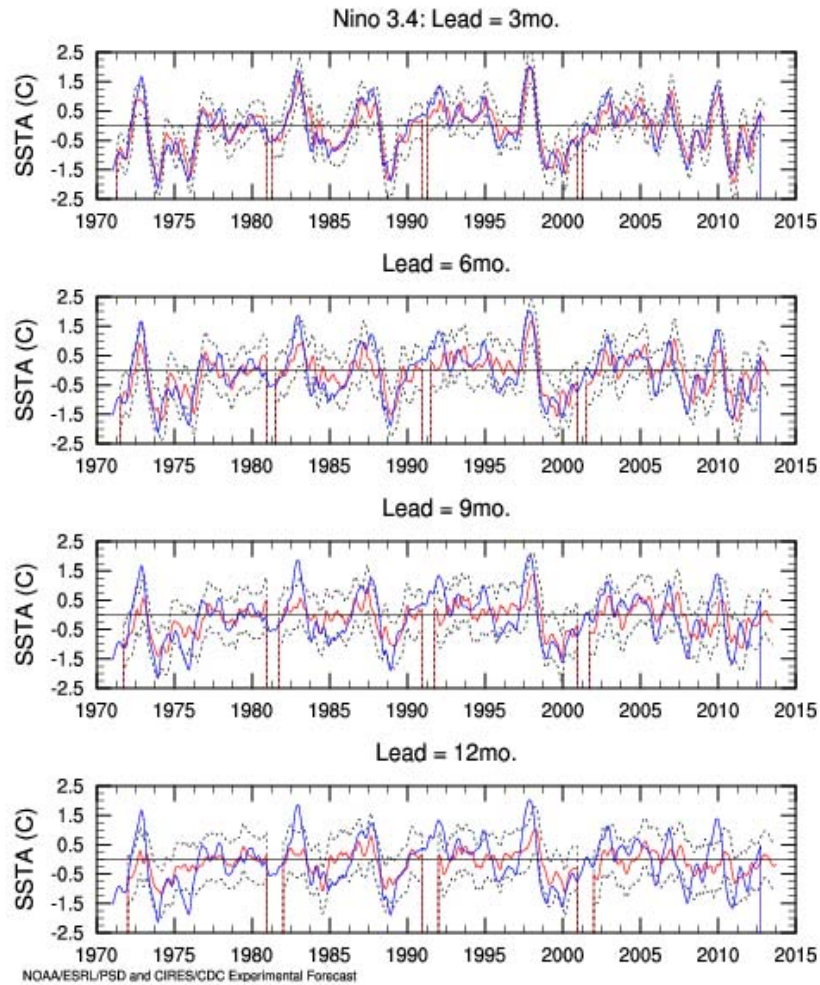 Nino 3.4: Lead = 3mo.
2.5
1.5
0.5
-0.5
-1.5
-2.5
SSTA (C)
1970 1975 1980 1985 1990 1995 2000 2005 2010 2015
Lead = 6mo.
2.5
1.5
0.5
-0.5
-1.5
-2.5
SSTA (C)
1970 1975 1980 1985 1990 1995 2000 2005 2010 2015
Lead = 9mo.
2.5
1.5
0.5
-0.5
-1.5
-2.5
SSTA (C)
1970 1975 1980 1985 1990 1995 2000 2005 2010 2015
Lead = 12mo.
2.5
1.5
0.5
-0.5
-1.5
-2.5
SSTA (C)
1970 1975 1980 1985 1990 1995 2000 2005 2010 2015
NOAA/ESRL/PSD and CIRES/CDC Experimental Forecast